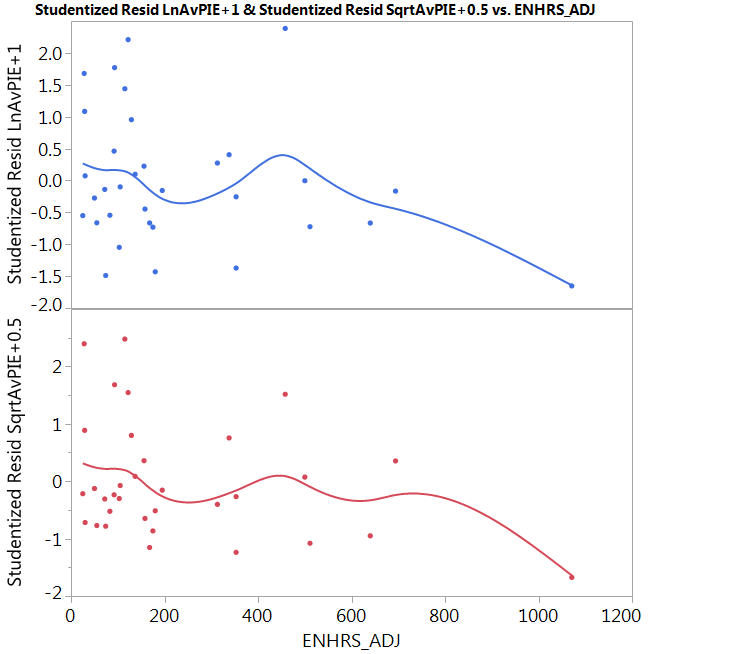 Studentized Resid LnAvPIE+1 & Studentized Resid SqrtAvPIE+0.5 vs. ENHRS_ADJ
Studentized Resid LnAvPIE+1
2.0
1.5
1.0
0.5
0.0
-0.5
-1.0
-1.5
-2.0
Studentized Resid SqrtAvPIE+0.5
2
1
0
-1
-2
0 200 400 600 800 1000 1200
ENHRS_ADJ